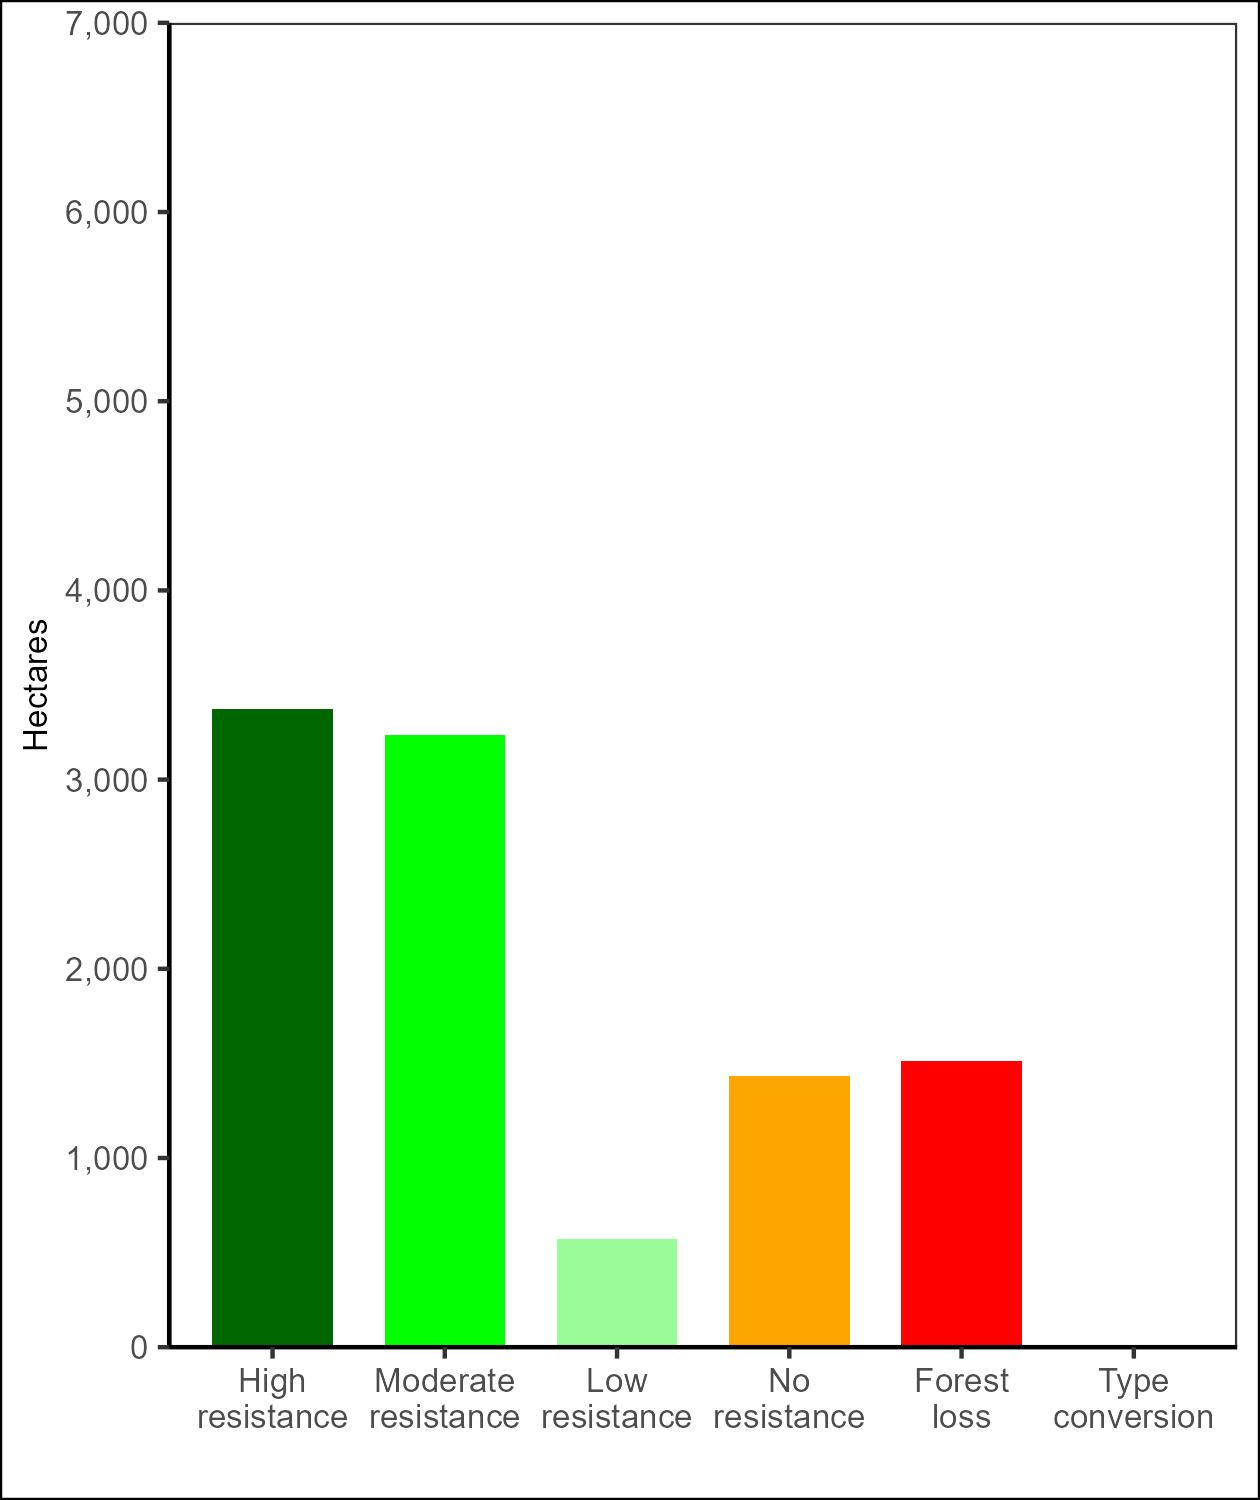 7,000
6,000
5,000
4,000
3,000
2,000
1,000
0
Hectares
High resistance
Moderate resistance
Low resistance
No resistance
Forest loss
Type conversion